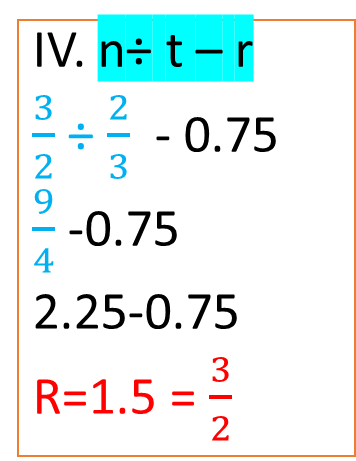 IV. n÷ t – r
3/2 ÷ 2/3 - 0.75
9/4 -0.75
2.25-0.75
R=1.5 = 3/2